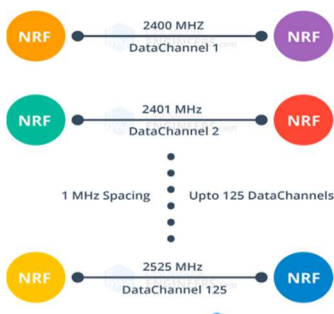 NRF 2400 MHZ NRF
DataChannel 1
NRF 2401 MHz NRF
DataChannel 2
1 MHz Spacing Upto 125 DataChannels
NRF 2525 MHz NRF
DataChannel 125